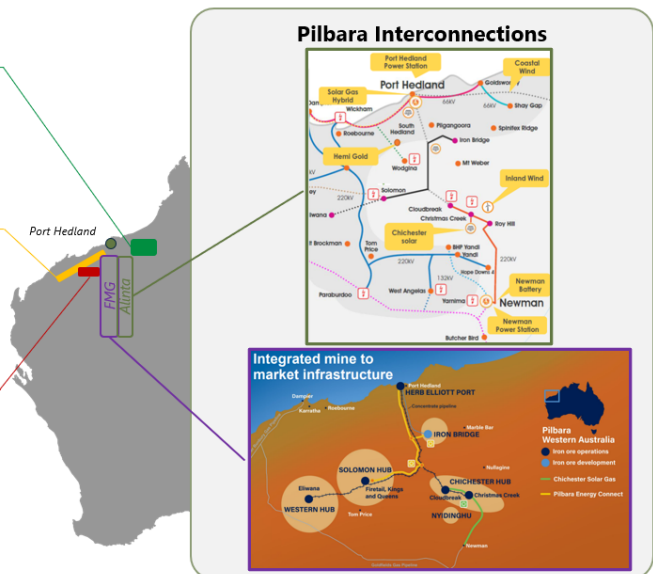 Pilbara Interconnections
Port Hedland
FMG
Alinta
Port Hedland
Power Station
Coastal
Wind
Port Hedland
Goldsworthy
Solar Gas
Hybrid
66kV
66kV
Shay Gap
Wickham
Roebourne
South
Hedland
Pilgangoora
Spinifex Ridge
Iron Bridge
Hemi Gold
Wodgina
Mt Weber
Inland Wind
Solomon
220kV
Cloudbreak
Christmas Creek
Roy Hill
Chichester
solar
Tom
Price
BHP Yandi
Yandi
220kV
220kV
Hope Downs 4
132kV
Newman
Battery
Paraburdoo
West Angelas
Yarnima
Newman
Newman
Power Station
Butcher Bird
Integrated mine to
market infrastructure
Port Hedland
HERB ELLIOTT PORT
Dampier
Karratha
Roebourne
Concentrate pipeline
Marble Bar
IRON BRIDGE
Pilbara
Western Australia
Iron ore operations
Iron ore development
Chichester Solar Gas
Pilbara Energy Connect
SOLOMON HUB
Nullagine
Eliwana
Firetail, Kings
and Queens
CHICHESTER HUB
Cloudbreak
Christmas Creek
WESTERN HUB
Tom Price
NYIDINGHU
Newman